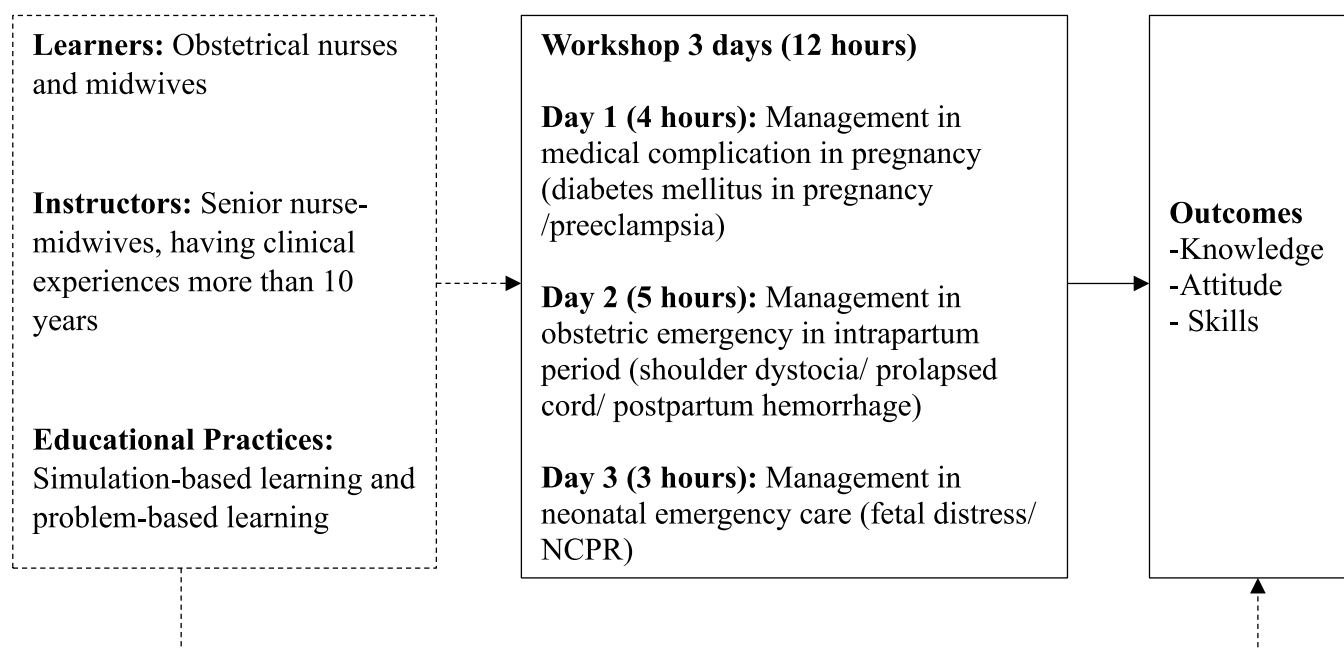 Learners: Obstetrical nurses
and midwives
Instructors: Senior nurse-
midwives, having clinical
experiences more than 10
years
Educational Practices:
Simulation-based learning and
problem-based learning
Workshop 3 days (12 hours)
Day 1 (4 hours): Management in
medical complication in pregnancy
(diabetes mellitus in pregnancy
/preeclampsia)
Day 2 (5 hours): Management in
obstetric emergency in intrapartum
period (shoulder dystocia/ prolapsed
cord/ postpartum hemorrhage)
Day 3 (3 hours): Management in
neonatal emergency care (fetal distress/
NCPR)
Outcomes
-Knowledge
-Attitude
- Skills